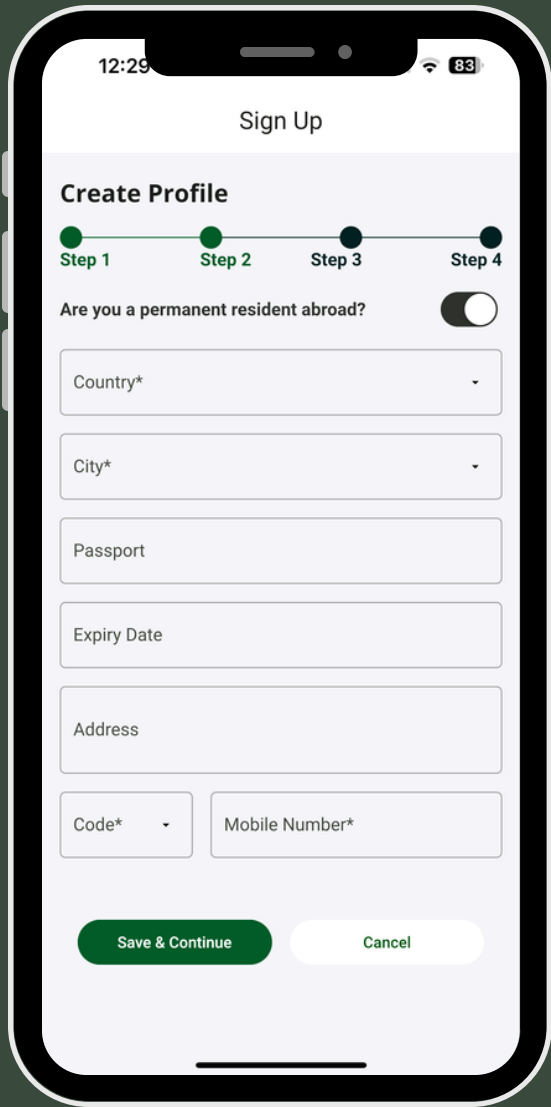 12:29
83
Sign Up
Create Profile
Step 1 Step 2 Step 3 Step 4
Are you a permanent resident abroad?
Country*
City*
Passport
Expiry Date
Address
Code* Mobile Number*
Save & Continue Cancel